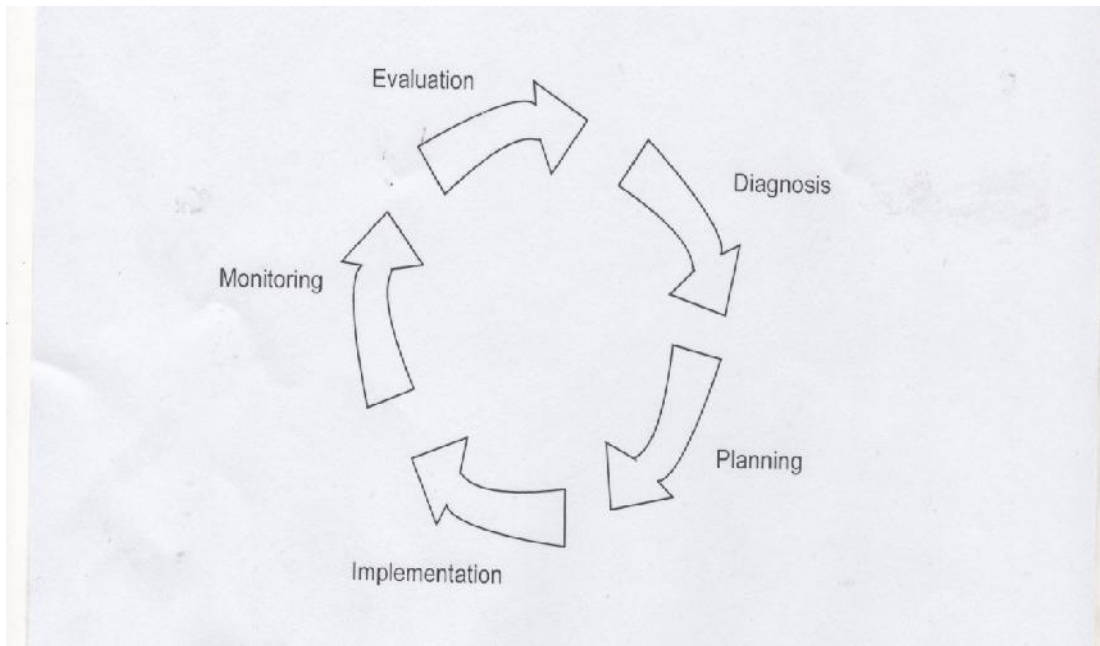 Evaluation
Diagnosis
Monitoring
Planning
Implementation